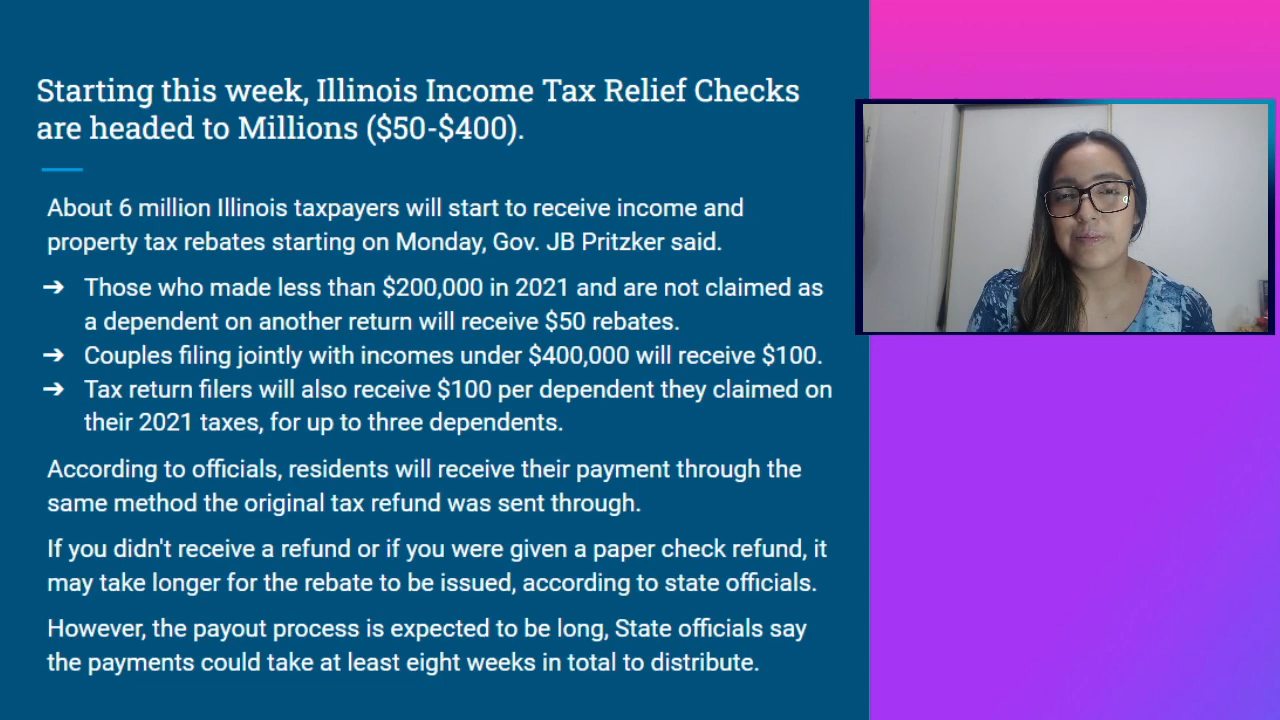 Starting this week, Illinois Income Tax Relief Checks
are headed to Millions ($50-$400).
About 6 million Illinois taxpayers will start to receive income and
property tax rebates starting on Monday, Gov. JB Pritzker said.
➔ Those who made less than $200,000 in 2021 and are not claimed as
a dependent on another return will receive $50 rebates.
➔ Couples filing jointly with incomes under $400,000 will receive $100.
➔ Tax return filers will also receive $100 per dependent they claimed on
their 2021 taxes, for up to three dependents.
According to officials, residents will receive their payment through the
same method the original tax refund was sent through.
If you didn't receive a refund or if you were given a paper check refund, it
may take longer for the rebate to be issued, according to state officials.
However, the payout process is expected to be long, State officials say
the payments could take at least eight weeks in total to distribute.